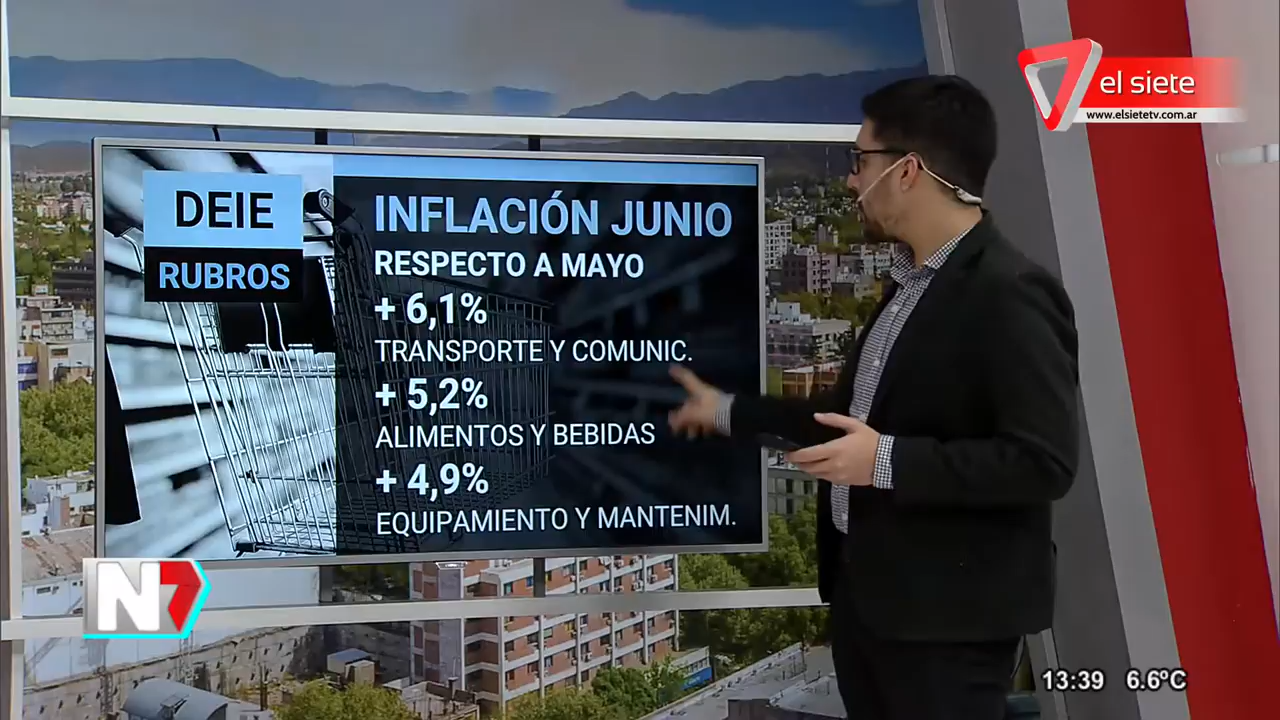 el siete
www.elsietetv.com.ar
DEIE
RUBROS
INFLACIÓN JUNIO
RESPECTO A MAYO
+ 6,1%
TRANSPORTE Y COMUNIC.
+ 5,2%
ALIMENTOS Y BEBIDAS
+ 4,9%
EQUIPAMIENTO Y MANTENIM.
N7
13:39 6.6ºC